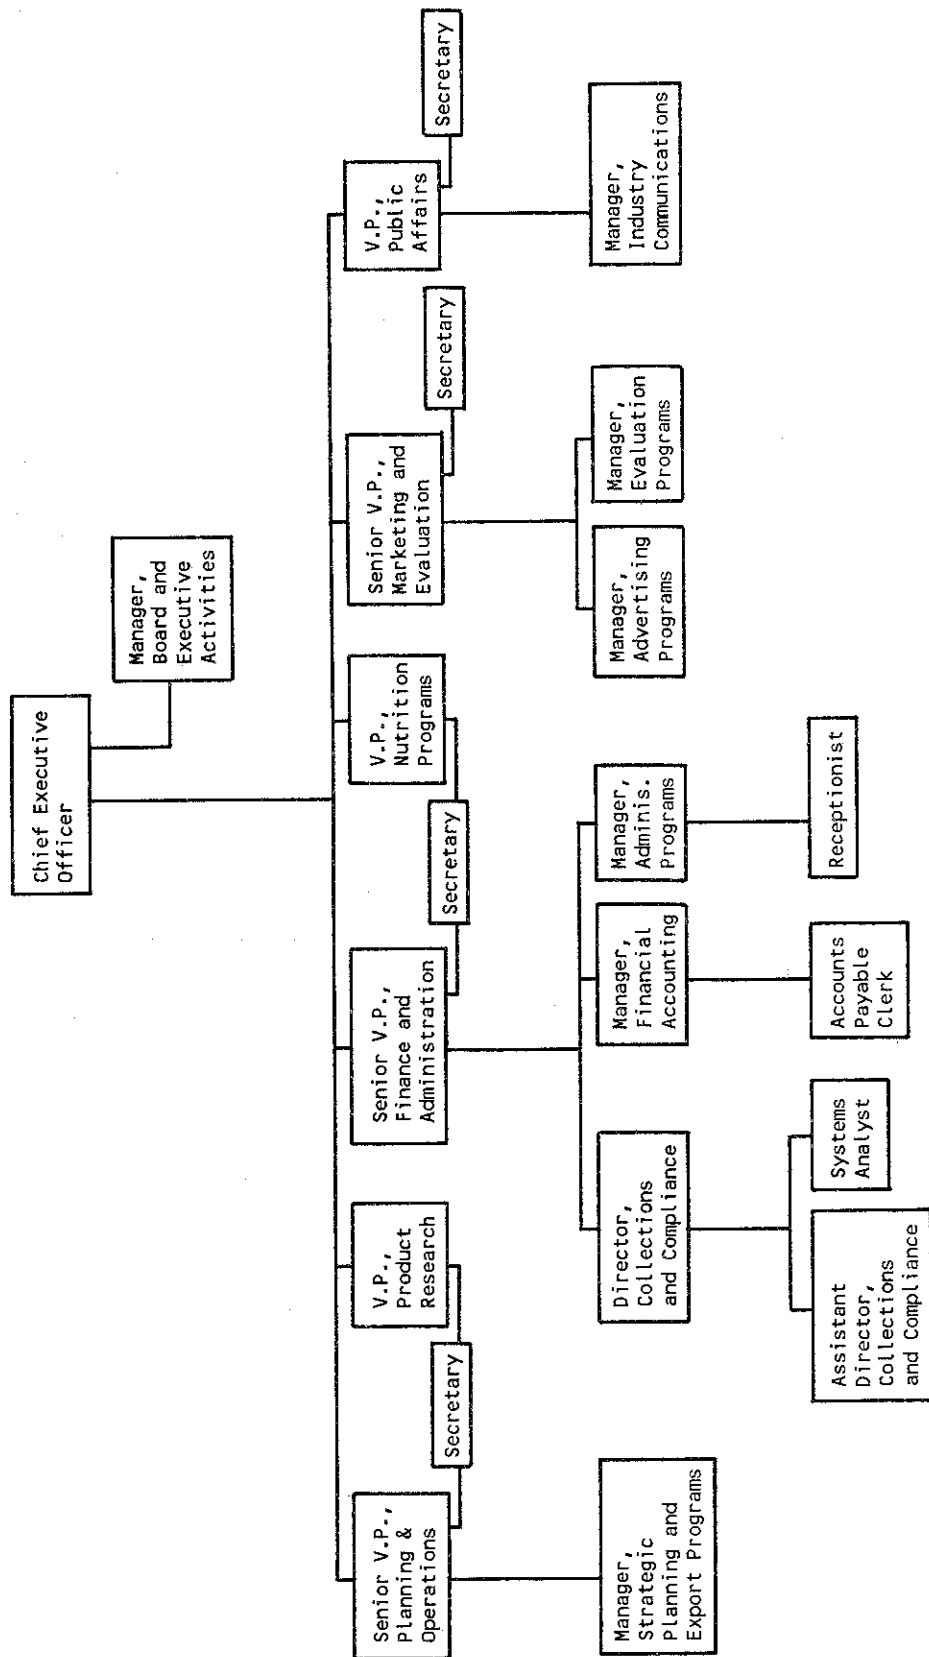 Chief Executive
Officer
Manager,
Board and
Executive
Activities
Senior V.P.,
Planning &
Operations
V.P.,
Product
Research
Senior V.P.,
Finance and
Administration
V.P.,
Nutrition
Programs
Senior V.P.,
Marketing and
Evaluation
V.P.,
Public
Affairs
Secretary
Secretary
Secretary
Secretary
Manager,
Strategic
Planning and
Export Programs
Director,
Collections
and Compliance
Manager,
Financial
Accounting
Manager,
Adminis.
Programs
Manager,
Advertising
Programs
Manager,
Evaluation
Programs
Manager,
Industry
Communications
Assistant
Director,
Collections
and Compliance
Systems
Analyst
Accounts
Payable
Clerk
Receptionist